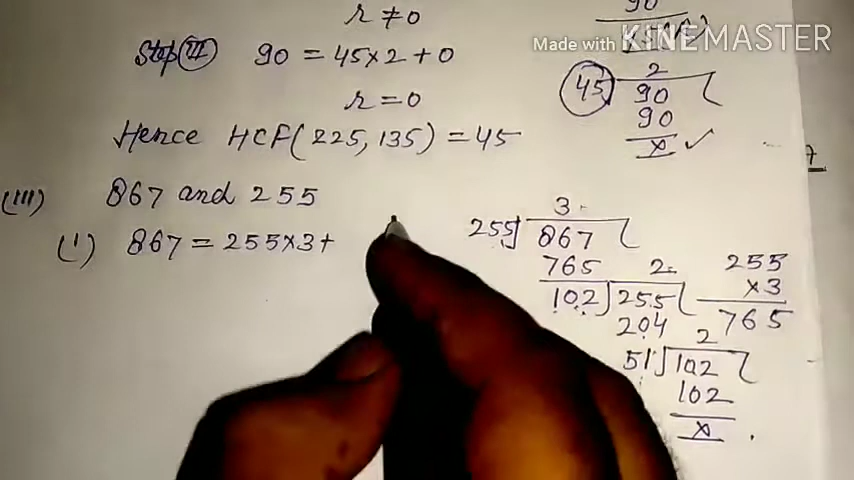 r ≠ 0
Step III 90 = 45×2 + 0
r = 0
Hence HCF(225, 135) = 45
(III) 867 and 255
(1) 867 = 255×3+
90
Made with KINEMASTER
2
45) 90
90
×
7
3
255) 867
765
2
102) 255
204
2
51) 102
102
×
255
×3
765